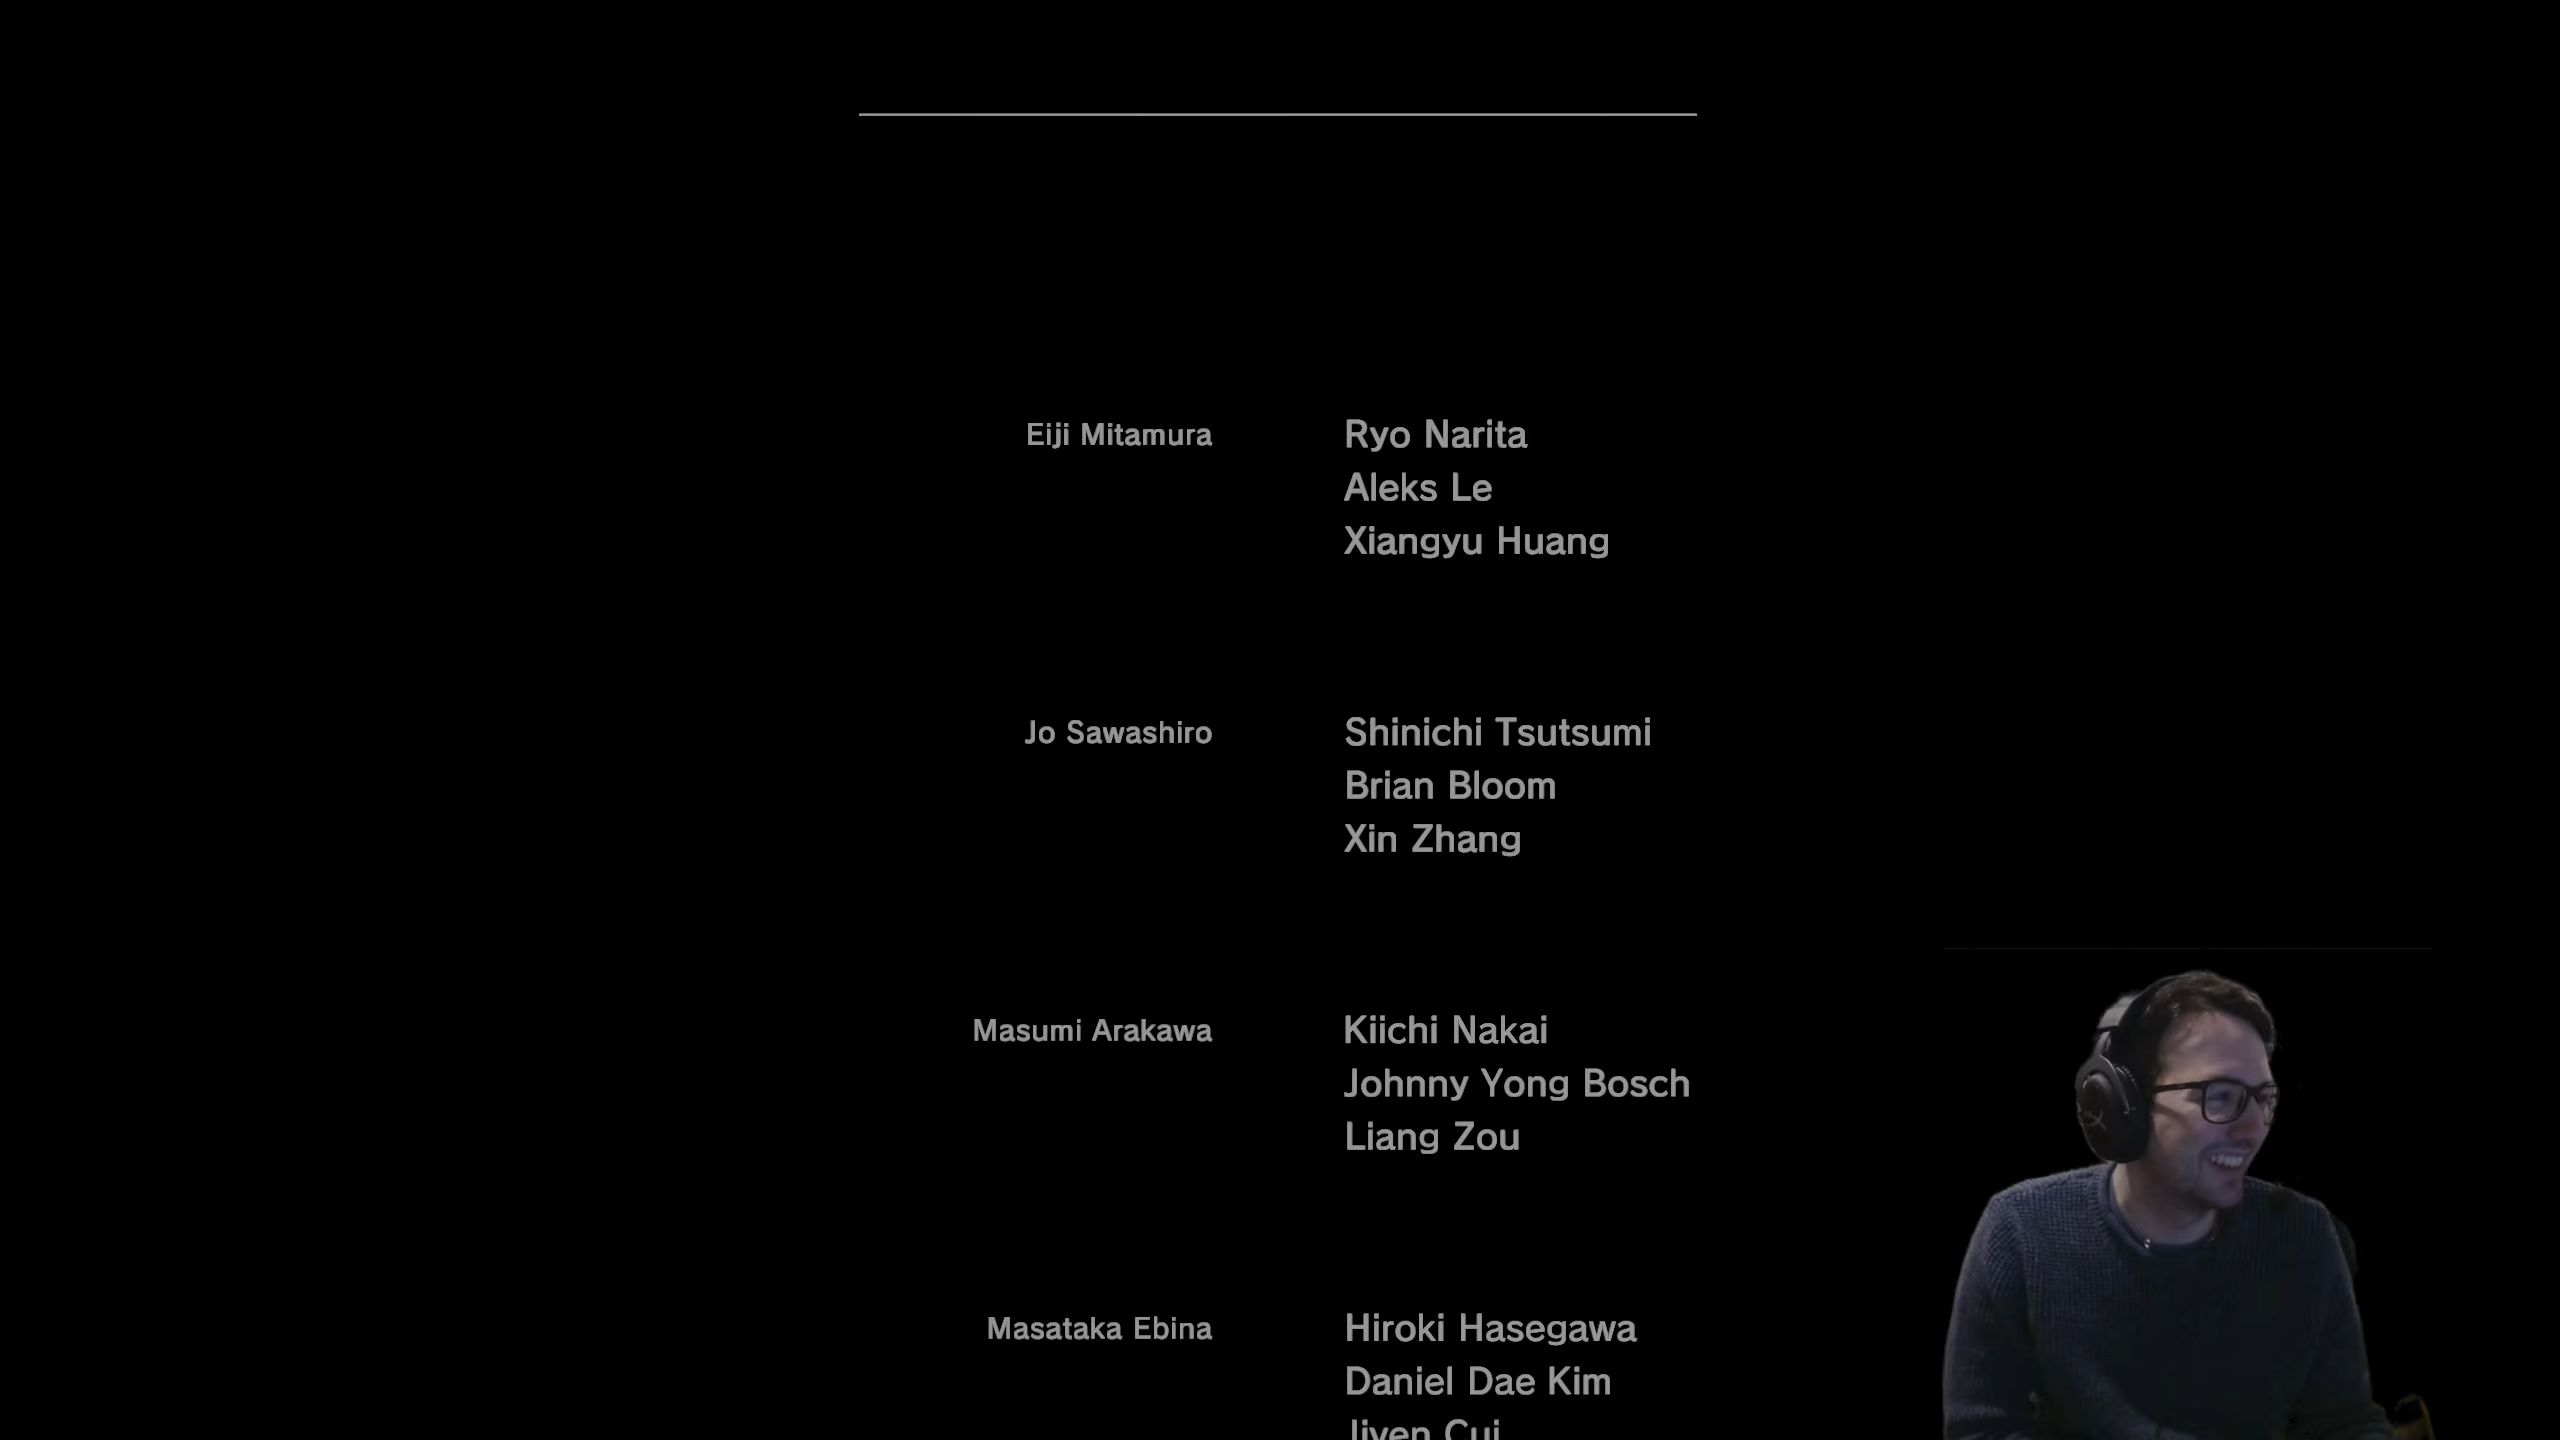 Eiji Mitamura Ryo Narita
Aleks Le
Xiangyu Huang
Jo Sawashiro Shinichi Tsutsumi
Brian Bloom
Xin Zhang
Masumi Arakawa Kiichi Nakai
Johnny Yong Bosch
Liang Zou
Masataka Ebina Hiroki Hasegawa
Daniel Dae Kim